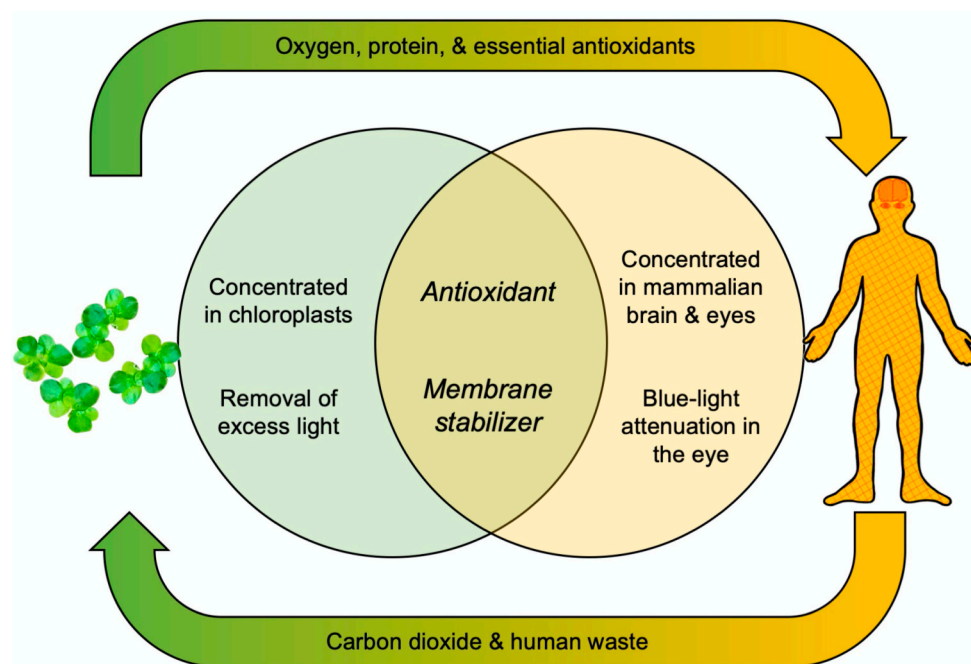 Oxygen, protein, & essential antioxidants
Concentrated
in chloroplasts
Removal of
excess light
Antioxidant
Membrane
stabilizer
Concentrated
in mammalian
brain & eyes
Blue-light
attenuation in
the eye
Carbon dioxide & human waste